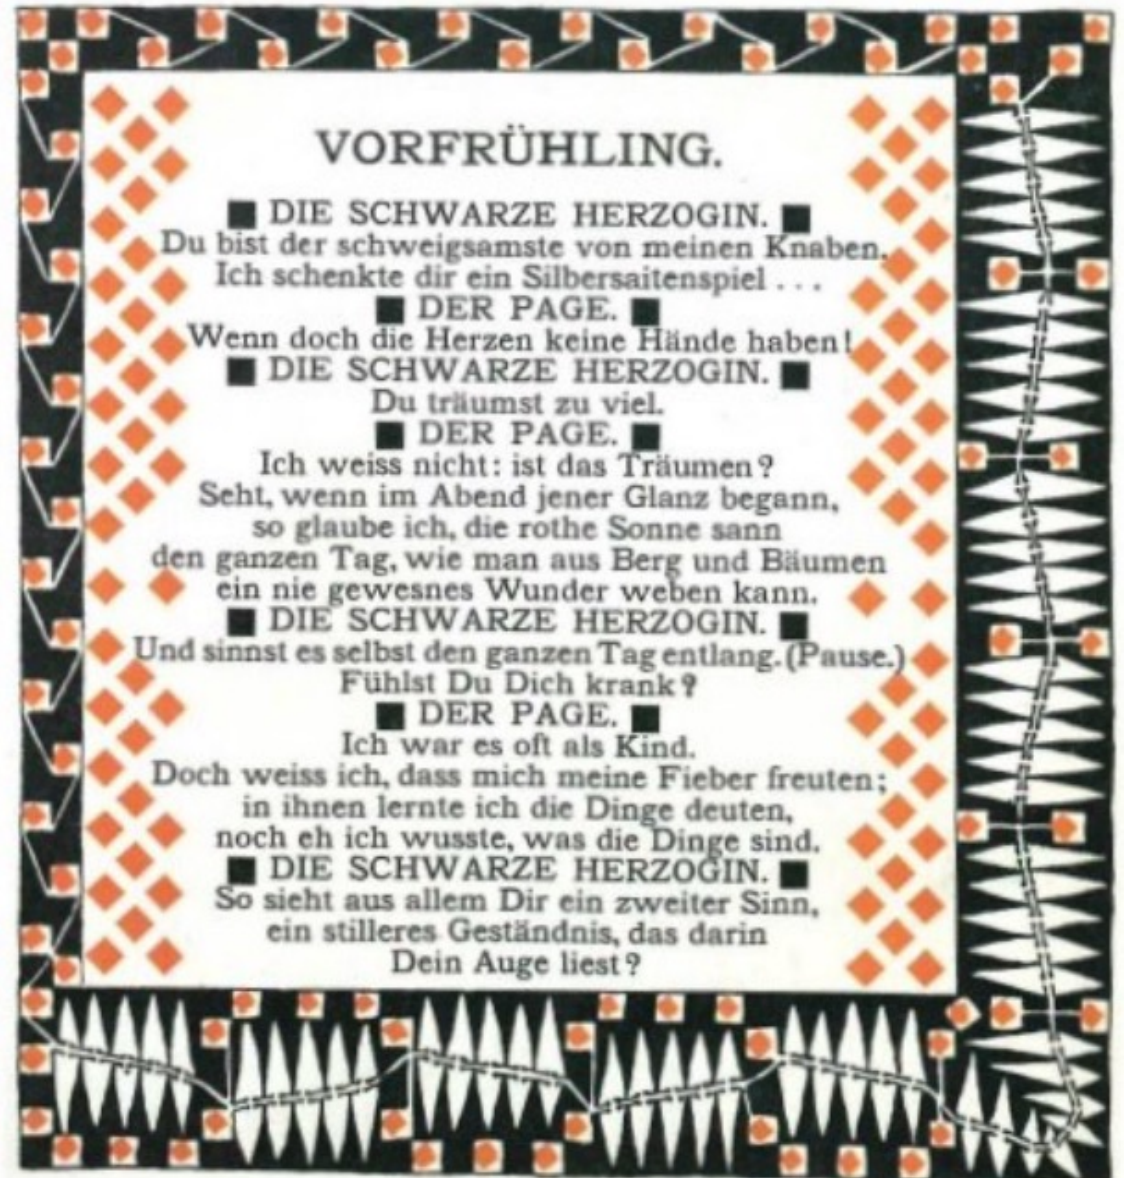 VORFRÜHLING.
DIE SCHWARZE HERZOGIN.
Du bist der schweigsamste von meinen Knaben.
Ich schenkte dir ein Silbersaitenspiel . . .
DER PAGE.
Wenn doch die Herzen keine Hände haben!
DIE SCHWARZE HERZOGIN.
Du träumst zu viel.
DER PAGE.
Ich weiss nicht: ist das Träumen?
Seht, wenn im Abend jener Glanz begann,
so glaube ich, die rothe Sonne sann
den ganzen Tag, wie man aus Berg und Bäumen
ein nie gewesnes Wunder weben kann.
DIE SCHWARZE HERZOGIN.
Und sinnst es selbst den ganzen Tag entlang. (Pause.)
Fühlst Du Dich krank?
DER PAGE.
Ich war es oft als Kind.
Doch weiss ich, dass mich meine Fieber freuten;
in ihnen lernte ich die Dinge deuten,
noch eh ich wusste, was die Dinge sind.
DIE SCHWARZE HERZOGIN.
So sieht aus allem Dir ein zweiter Sinn,
ein stilleres Geständnis, das darin
Dein Auge liest?